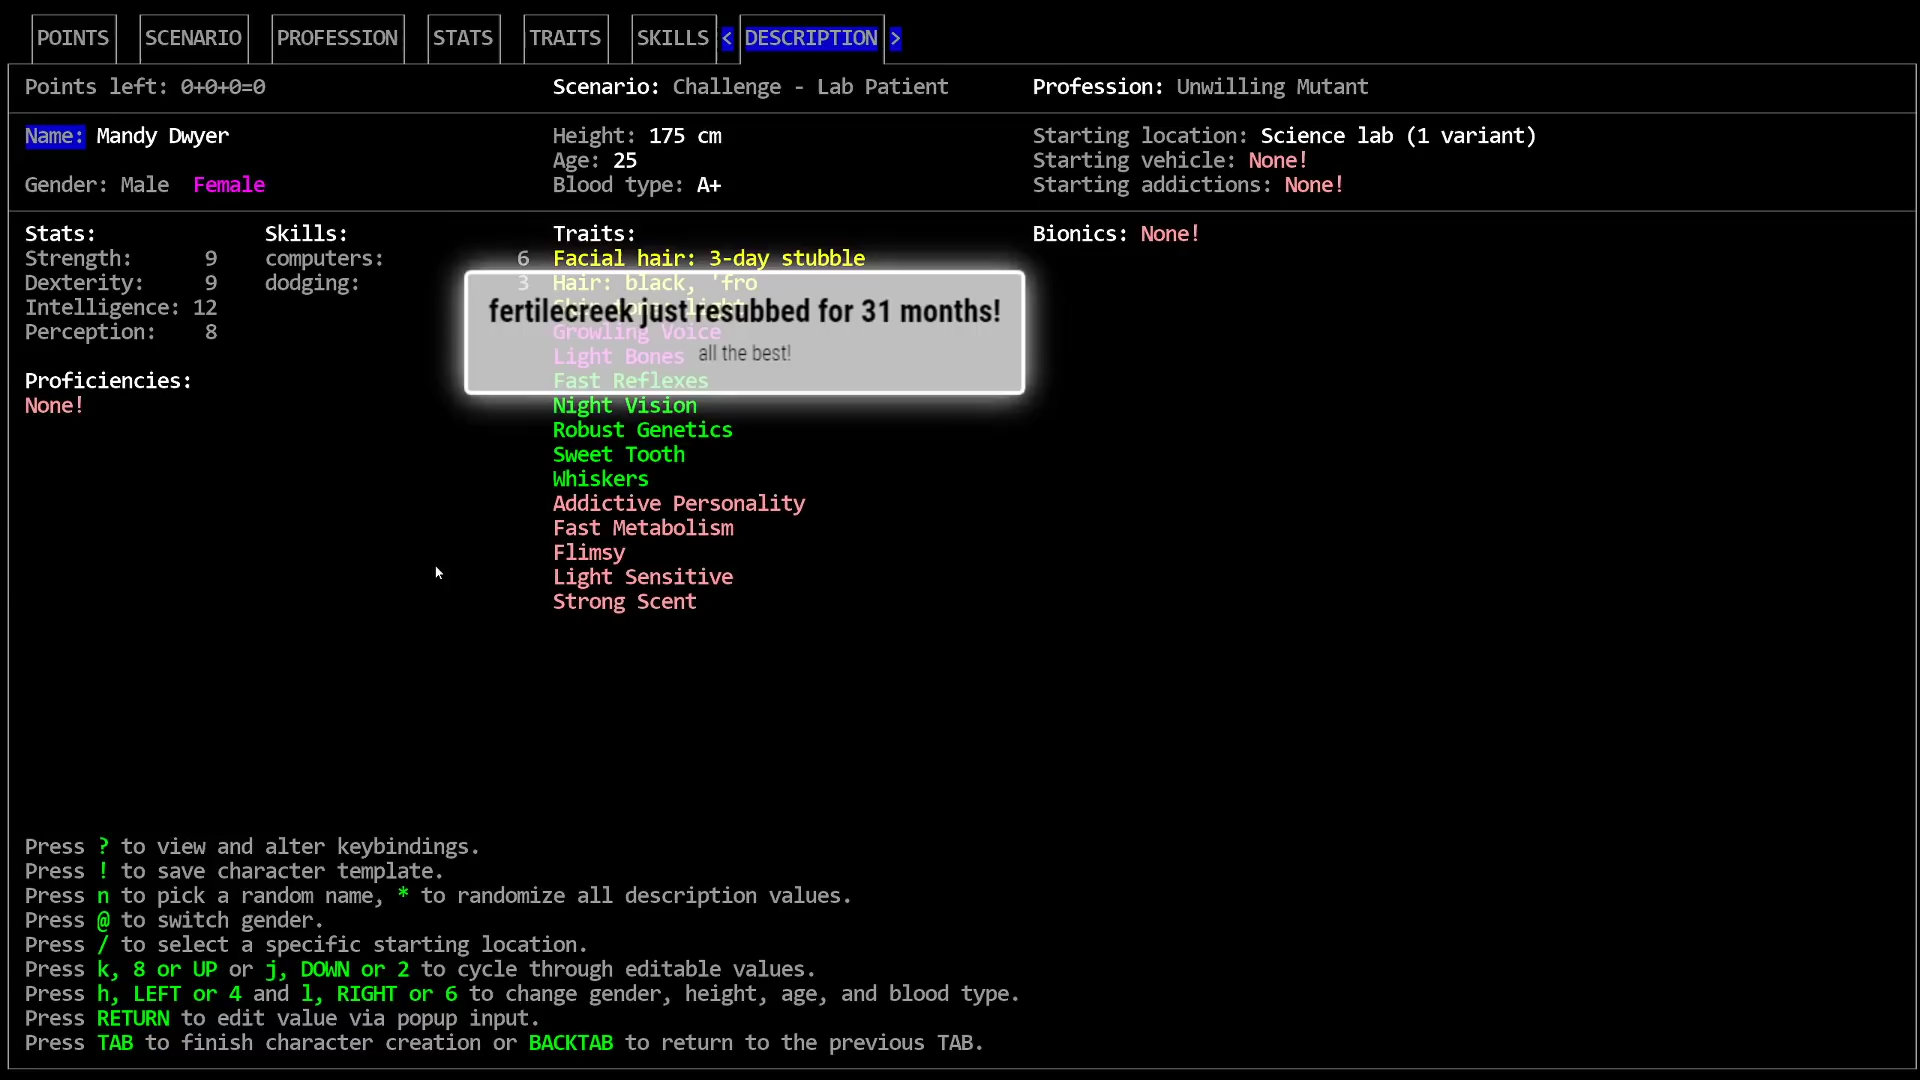 POINTS SCENARIO PROFESSION STATS TRAITS SKILLS < DESCRIPTION >
Points left: 0+0+0=0 Scenario: Challenge - Lab Patient Profession: Unwilling Mutant
Name: Mandy Dwyer Height: 175 cm Starting location: Science lab (1 variant)
Age: 25 Starting vehicle: None!
Gender: Male Female Blood type: A+ Starting addictions: None!
Stats: Skills: Traits: Bionics: None!
Strength: 9 computers: 6 Facial hair: 3-day stubble
Dexterity: 9 dodging: 3 Hair: black, 'fro
fertilecreek just resubbed for 31 months!
Intelligence: 12 Skin tone: light
Perception: 8 Growling Voice
Light Bones
all the best!
Proficiencies: Fast Reflexes
None! Night Vision
Robust Genetics
Sweet Tooth
Whiskers
Addictive Personality
Fast Metabolism
Flimsy
Light Sensitive
Strong Scent
Press ? to view and alter keybindings.
Press ! to save character template.
Press n to pick a random name, * to randomize all description values.
Press @ to switch gender.
Press / to select a specific starting location.
Press k, 8 or UP or j, DOWN or 2 to cycle through editable values.
Press h, LEFT or 4 and l, RIGHT or 6 to change gender, height, age, and blood type.
Press RETURN to edit value via popup input.
Press TAB to finish character creation or BACKTAB to return to the previous TAB.